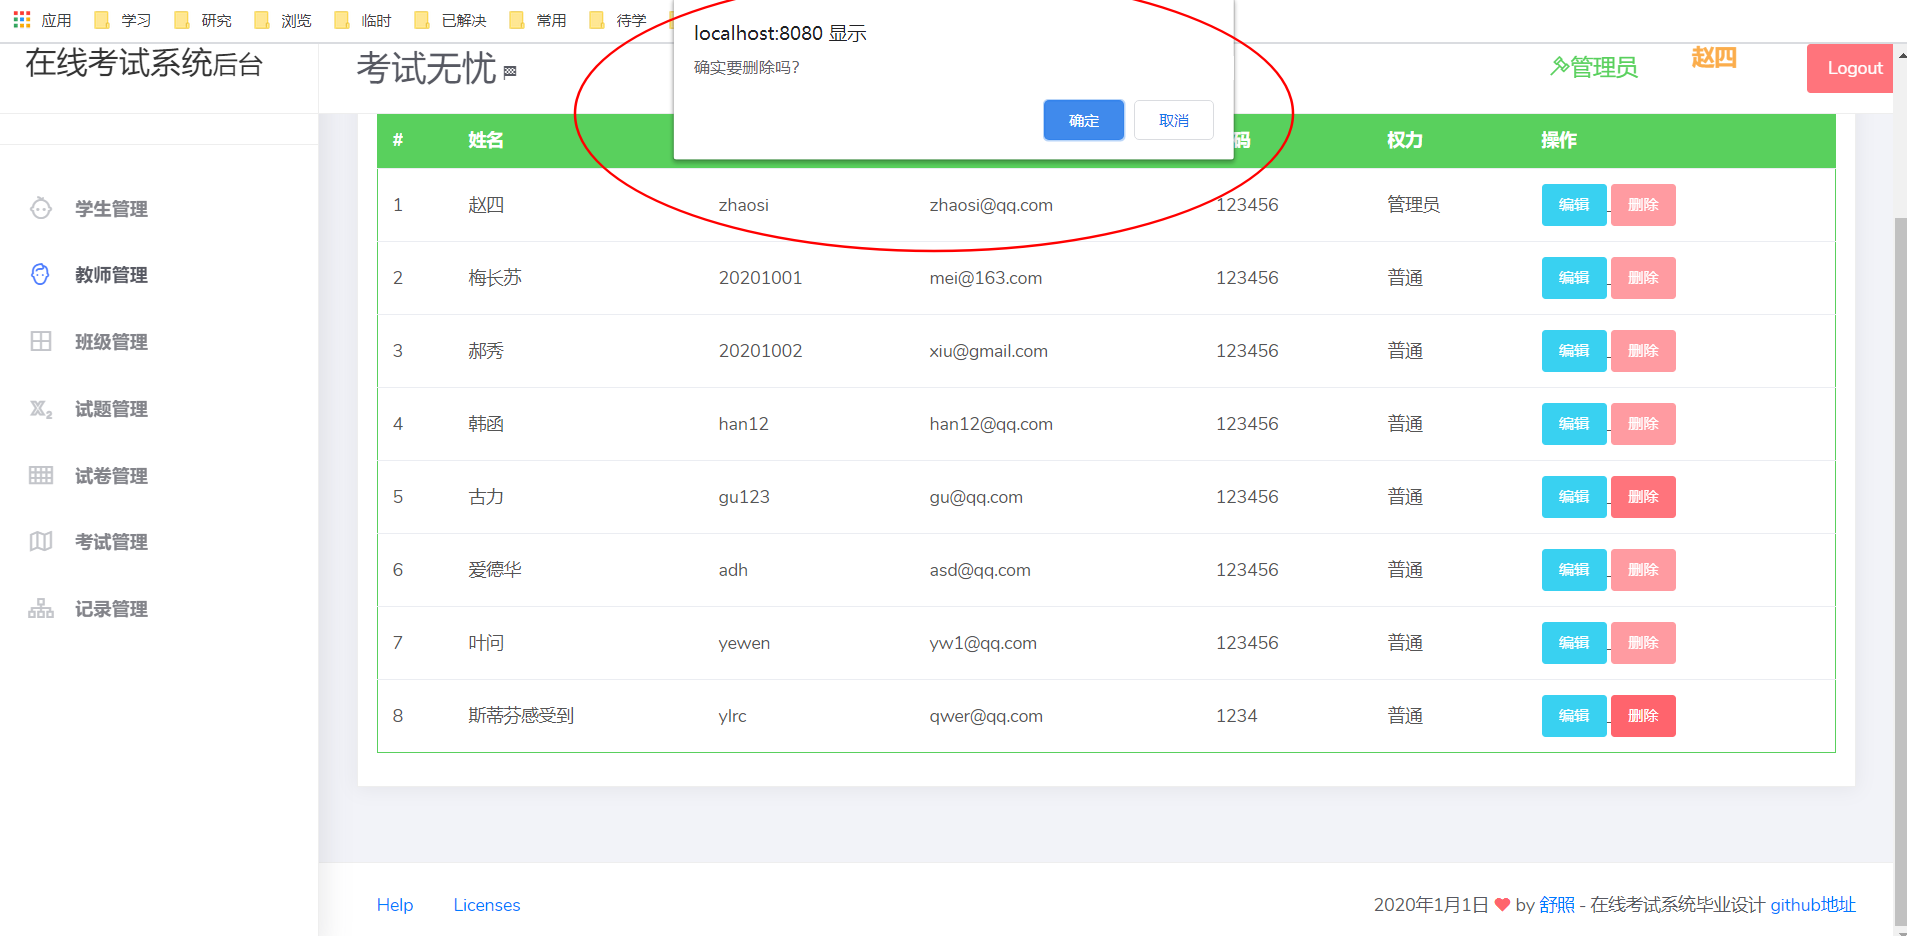 应用 学习 研究 浏览 临时 已解决 常用 待学
localhost:8080 显示
确实要删除吗?
确定 取消
在线考试系统后台
考试无忧
管理员
赵四
Logout
学生管理
教师管理
班级管理
试题管理
试卷管理
考试管理
记录管理
# 姓名 码 权力 操作
1 赵四 zhaosi zhaosi@qq.com 123456 管理员 编辑 删除
2 梅长苏 20201001 mei@163.com 123456 普通 编辑 删除
3 郝秀 20201002 xiu@gmail.com 123456 普通 编辑 删除
4 韩函 han12 han12@qq.com 123456 普通 编辑 删除
5 古力 gu123 gu@qq.com 123456 普通 编辑 删除
6 爱德华 adh asd@qq.com 123456 普通 编辑 删除
7 叶问 yewen yw1@qq.com 123456 普通 编辑 删除
8 斯蒂芬感受到 ylrc qwer@qq.com 1234 普通 编辑 删除
Help Licenses
2020年1月1日 ❤ by 舒照 - 在线考试系统毕业设计 github地址